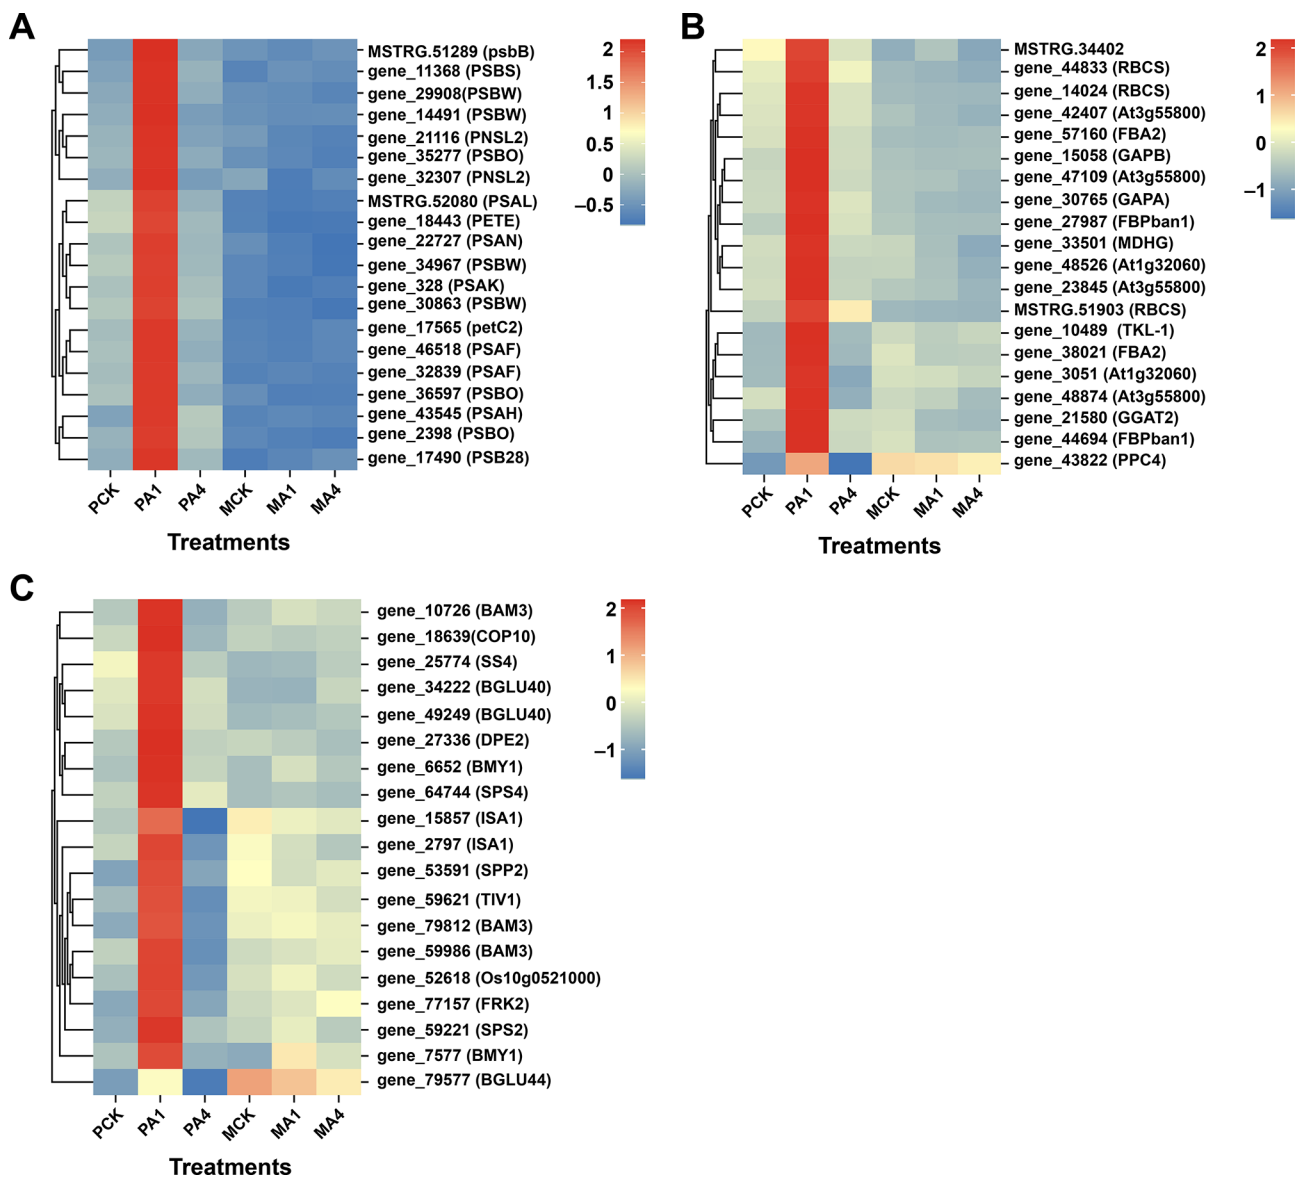 A
MSTRG.51289 (psbB)
gene_11368 (PSBS)
gene_29908(PSBW)
gene_14491 (PSBW)
gene_21116 (PNSL2)
gene_35277 (PSBO)
gene_32307 (PNSL2)
MSTRG.52080 (PSAL)
gene_18443 (PETE)
gene_22727 (PSAN)
gene_34967 (PSBW)
gene_328 (PSAK)
gene_30863 (PSBW)
gene_17565 (petC2)
gene_46518 (PSAF)
gene_32839 (PSAF)
gene_36597 (PSBO)
gene_43545 (PSAH)
gene_2398 (PSBO)
gene_17490 (PSB28)
2
1.5
1
0.5
0
−0.5
PCK PA1 PA4 MCK MA1 MA4
Treatments
B
MSTRG.34402
gene_44833 (RBCS)
gene_14024 (RBCS)
gene_42407 (At3g55800)
gene_57160 (FBA2)
gene_15058 (GAPB)
gene_47109 (At3g55800)
gene_30765 (GAPA)
gene_27987 (FBPban1)
gene_33501 (MDHG)
gene_48526 (At1g32060)
gene_23845 (At3g55800)
MSTRG.51903 (RBCS)
gene_10489 (TKL-1)
gene_38021 (FBA2)
gene_3051 (At1g32060)
gene_48874 (At3g55800)
gene_21580 (GGAT2)
gene_44694 (FBPban1)
gene_43822 (PPC4)
2
1
0
−1
PCK PA1 PA4 MCK MA1 MA4
Treatments
C
gene_10726 (BAM3)
gene_18639(COP10)
gene_25774 (SS4)
gene_34222 (BGLU40)
gene_49249 (BGLU40)
gene_27336 (DPE2)
gene_6652 (BMY1)
gene_64744 (SPS4)
gene_15857 (ISA1)
gene_2797 (ISA1)
gene_53591 (SPP2)
gene_59621 (TIV1)
gene_79812 (BAM3)
gene_59986 (BAM3)
gene_52618 (Os10g0521000)
gene_77157 (FRK2)
gene_59221 (SPS2)
gene_7577 (BMY1)
gene_79577 (BGLU44)
2
1
0
−1
PCK PA1 PA4 MCK MA1 MA4
Treatments